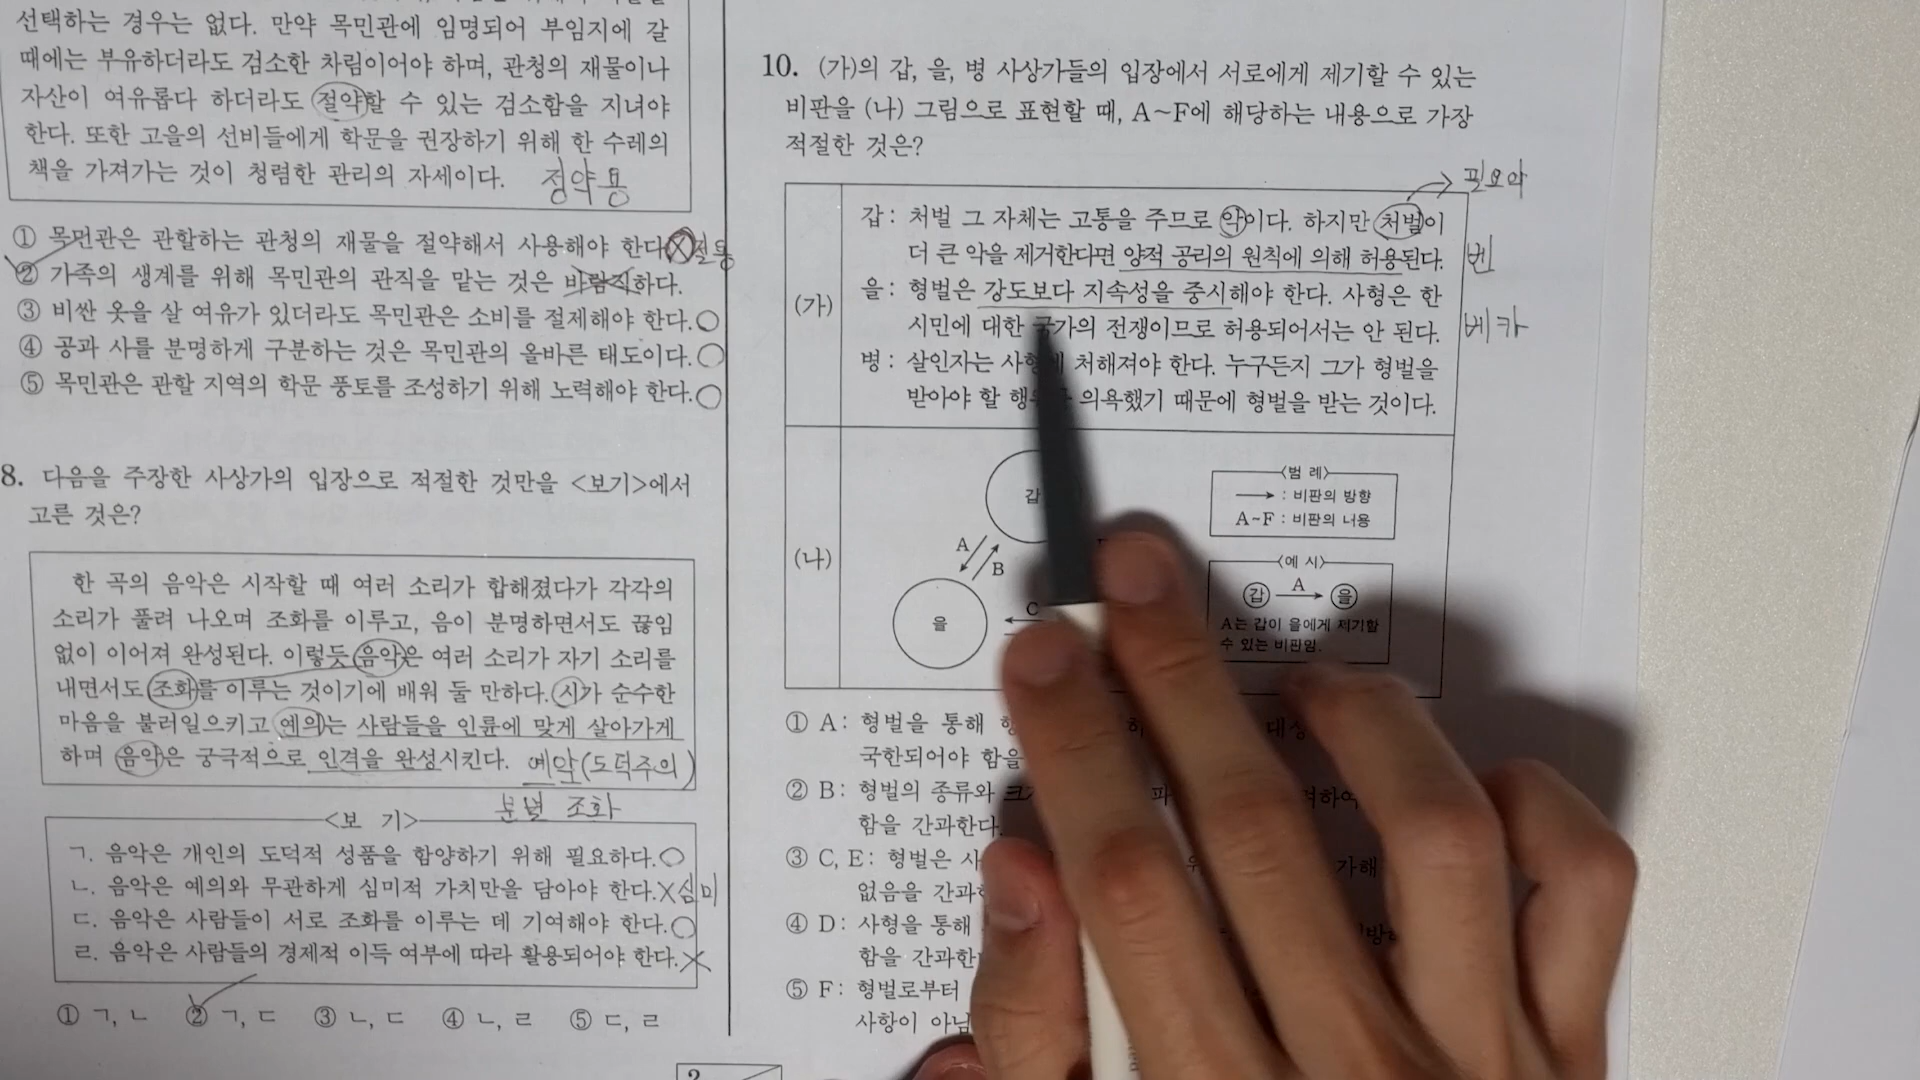 선택하는 경우는 없다. 만약 목민관에 임명되어 부임지에 갈
때에는 부유하더라도 검소한 차림이어야 하며, 관청의 재물이나
자산이 여유롭다 하더라도 절약할 수 있는 검소함을 지녀야
한다. 또한 고을의 선비들에게 학문을 권장하기 위해 한 수레의
책을 가져가는 것이 청렴한 관리의 자세이다. 정약용
① 목민관은 관할하는 관청의 재물을 절약해서 사용해야 한다
② 가족의 생계를 위해 목민관의 관직을 맡는 것은 바람직하다.
③ 비싼 옷을 살 여유가 있더라도 목민관은 소비를 절제해야 한다.
④ 공과 사를 분명하게 구분하는 것은 목민관의 올바른 태도이다.
⑤ 목민관은 관할 지역의 학문 풍토를 조성하기 위해 노력해야 한다.
8. 다음을 주장한 사상가의 입장으로 적절한 것만을 <보기>에서
고른 것은?
한 곡의 음악은 시작할 때 여러 소리가 합해졌다가 각각의
소리가 풀려 나오며 조화를 이루고, 음이 분명하면서도 끊임
없이 이어져 완성된다. 이렇듯 음악은 여러 소리가 자기 소리를
내면서도 조화를 이루는 것이기에 배워 둘 만하다. 시가 순수한
마음을 불러일으키고 예의는 사람들을 인륜에 맞게 살아가게
하며 음악은 궁극적으로 인격을 완성시킨다. 예악(도덕주의)
분별 조화
<보 기>
ㄱ. 음악은 개인의 도덕적 성품을 함양하기 위해 필요하다.
ㄴ. 음악은 예의와 무관하게 심미적 가치만을 담아야 한다. X 심미
ㄷ. 음악은 사람들이 서로 조화를 이루는 데 기여해야 한다.
ㄹ. 음악은 사람들의 경제적 이득 여부에 따라 활용되어야 한다. X
① ㄱ, ㄴ ② ㄱ, ㄷ ③ ㄴ, ㄷ ④ ㄴ, ㄹ ⑤ ㄷ, ㄹ
2
10. (가)의 갑, 을, 병 사상가들의 입장에서 서로에게 제기할 수 있는
비판을 (나) 그림으로 표현할 때, A~F에 해당하는 내용으로 가장
적절한 것은?
필요악
(가)
갑: 처벌 그 자체는 고통을 주므로 악이다. 하지만 처벌이
더 큰 악을 제거한다면 양적 공리의 원칙에 의해 허용된다. 벤
을: 형벌은 강도보다 지속성을 중시해야 한다. 사형은 한
시민에 대한 국가의 전쟁이므로 허용되어서는 안 된다. 베카
병: 살인자는 처해져야 한다. 누구든지 그가 형벌을
받아야 할 의욕했기 때문에 형벌을 받는 것이다.
(나)
갑
A
B
을
C
<범 례>
→ : 비판의 방향
A~F : 비판의 내용
<예 시>
갑 A 을
A는 갑이 을에게 제기할
수 있는 비판임.
① A: 형벌을 통해
국한되어야 함을
② B: 형벌의 종류와
함을 간과한다.
③ C, E: 형벌은 가해
없음을
④ D: 사형을 통해
함을
⑤ F: 형벌로부터
사항이 아님